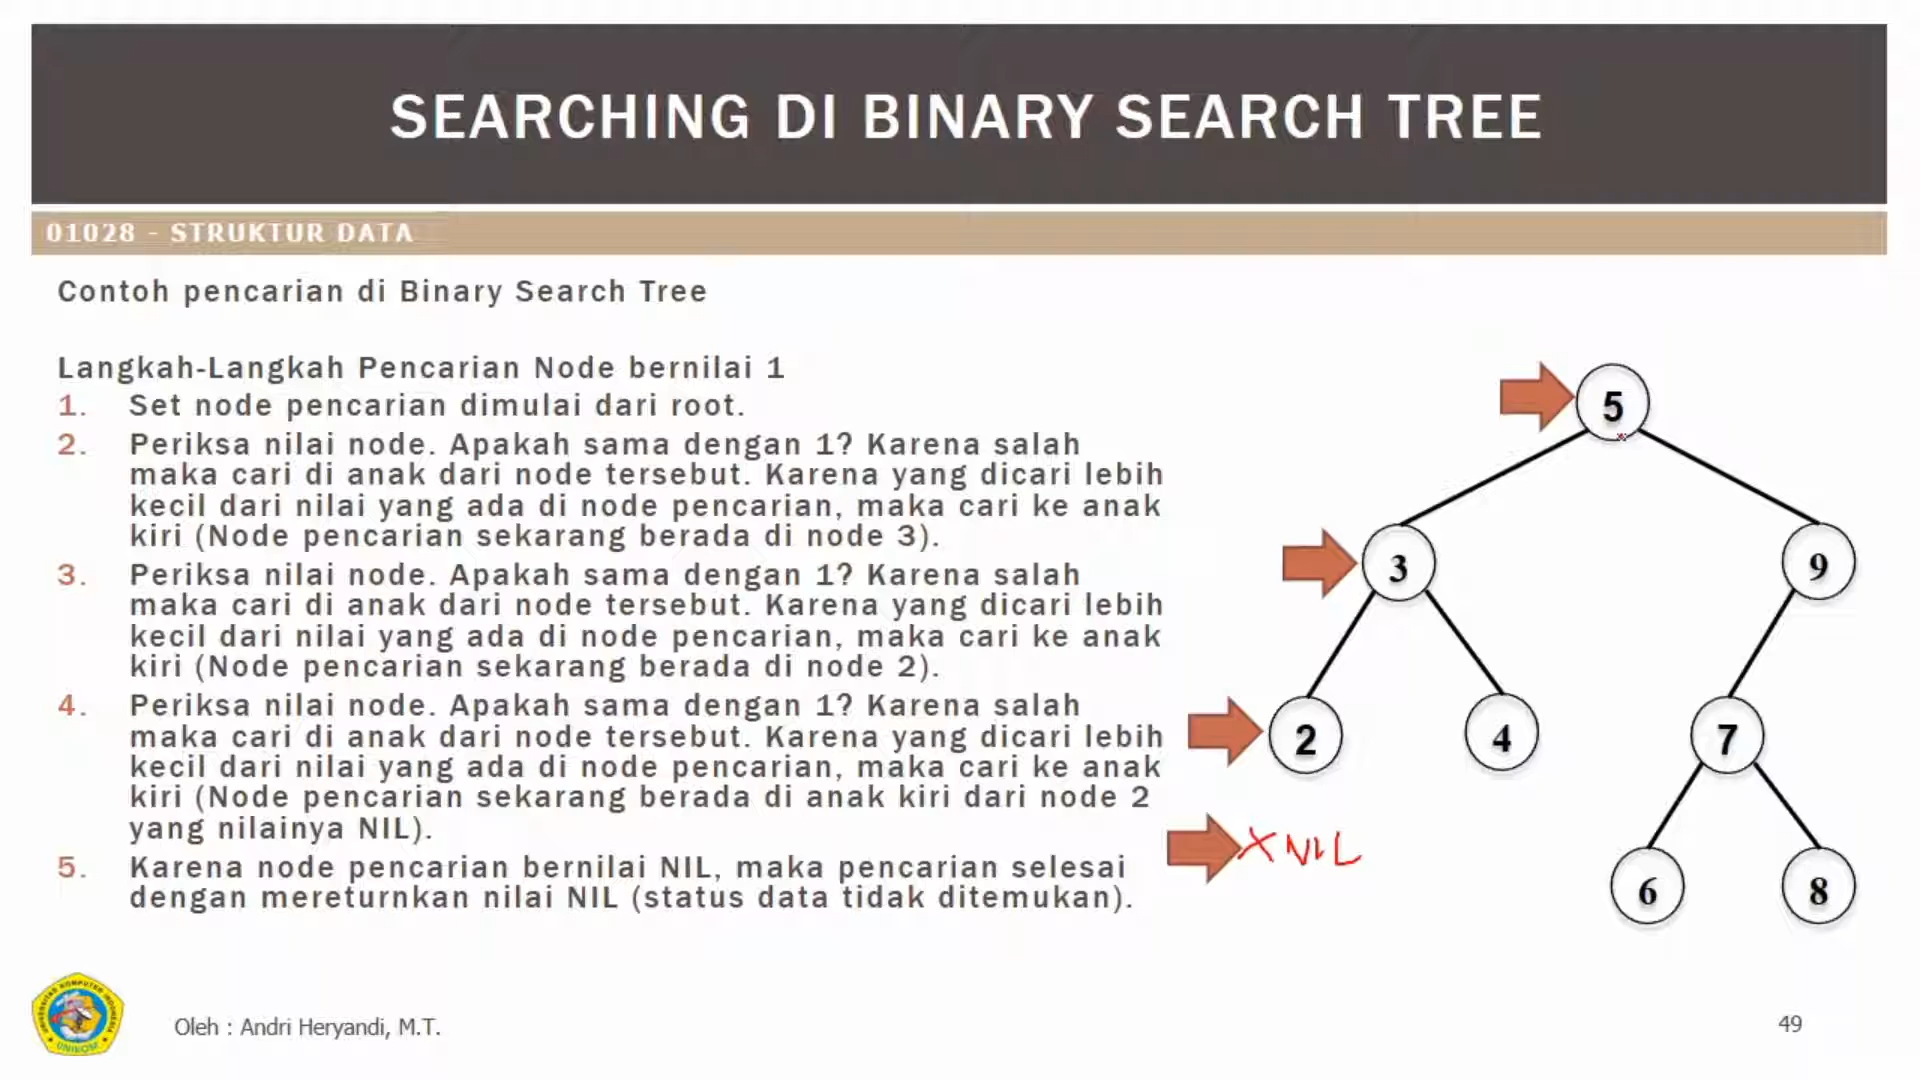 SEARCHING DI BINARY SEARCH TREE
01028 - STRUKTUR DATA
Contoh pencarian di Binary Search Tree
Langkah-Langkah Pencarian Node bernilai 1
1. Set node pencarian dimulai dari root.
2. Periksa nilai node. Apakah sama dengan 1? Karena salah
maka cari di anak dari node tersebut. Karena yang dicari lebih
kecil dari nilai yang ada di node pencarian, maka cari ke anak
kiri (Node pencarian sekarang berada di node 3).
3. Periksa nilai node. Apakah sama dengan 1? Karena salah
maka cari di anak dari node tersebut. Karena yang dicari lebih
kecil dari nilai yang ada di node pencarian, maka cari ke anak
kiri (Node pencarian sekarang berada di node 2).
4. Periksa nilai node. Apakah sama dengan 1? Karena salah
maka cari di anak dari node tersebut. Karena yang dicari lebih
kecil dari nilai yang ada di node pencarian, maka cari ke anak
kiri (Node pencarian sekarang berada di anak kiri dari node 2
yang nilainya NIL).
5. Karena node pencarian bernilai NIL, maka pencarian selesai
dengan mereturnkan nilai NIL (status data tidak ditemukan).
5
3
9
2
4
7
X NIL
6
8
UNIVERSITAS KOMPUTER INDONESIA
UNIKOM
Oleh : Andri Heryandi, M.T.
49